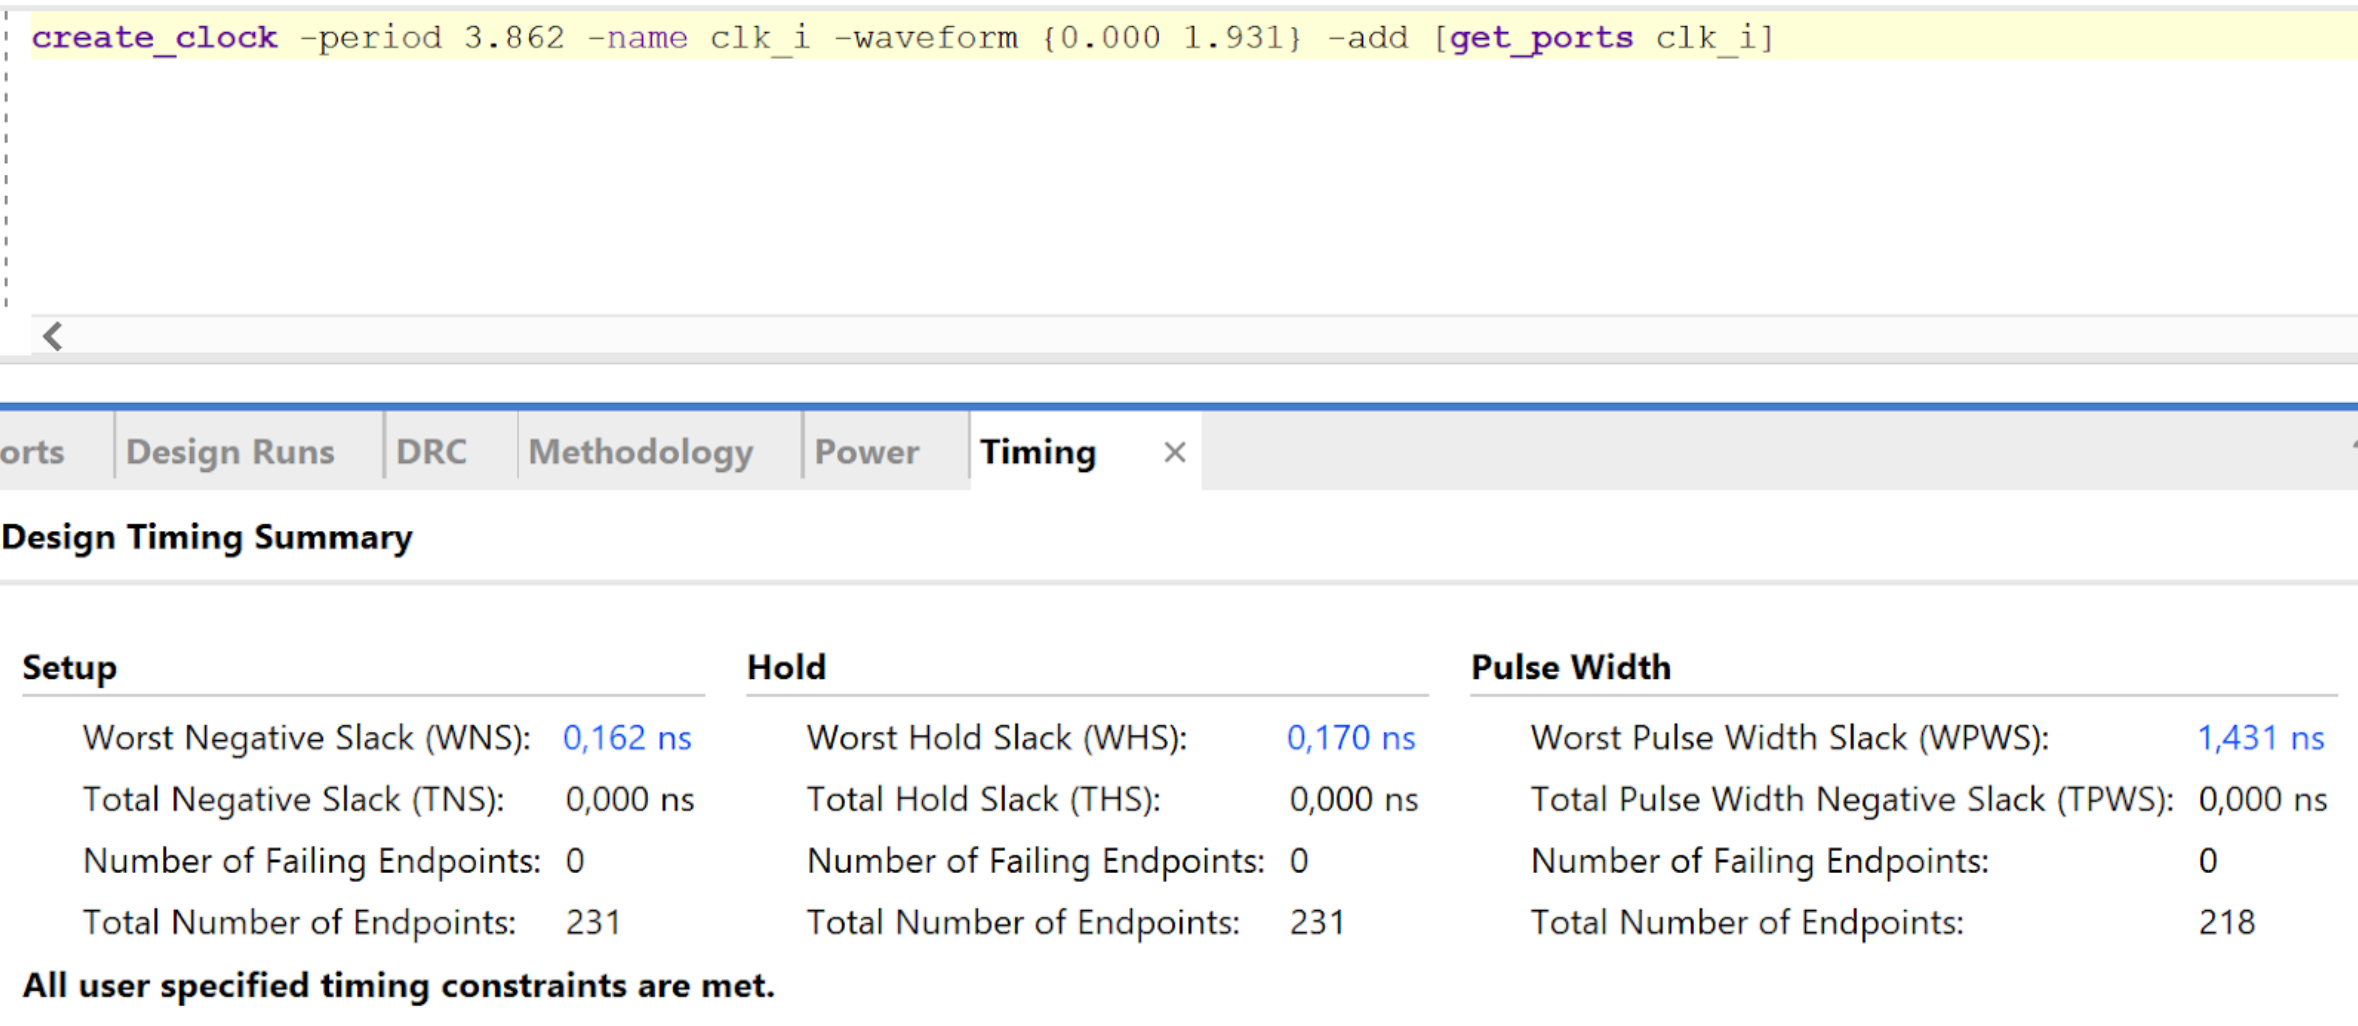 create_clock -period 3.862 -name clk_i -waveform {0.000 1.931} -add [get_ports clk_i]
orts Design Runs DRC Methodology Power Timing
Design Timing Summary
Setup Hold Pulse Width
Worst Negative Slack (WNS): 0,162 ns Worst Hold Slack (WHS): 0,170 ns Worst Pulse Width Slack (WPWS): 1,431 ns
Total Negative Slack (TNS): 0,000 ns Total Hold Slack (THS): 0,000 ns Total Pulse Width Negative Slack (TPWS): 0,000 ns
Number of Failing Endpoints: 0 Number of Failing Endpoints: 0 Number of Failing Endpoints: 0
Total Number of Endpoints: 231 Total Number of Endpoints: 231 Total Number of Endpoints: 218
All user specified timing constraints are met.